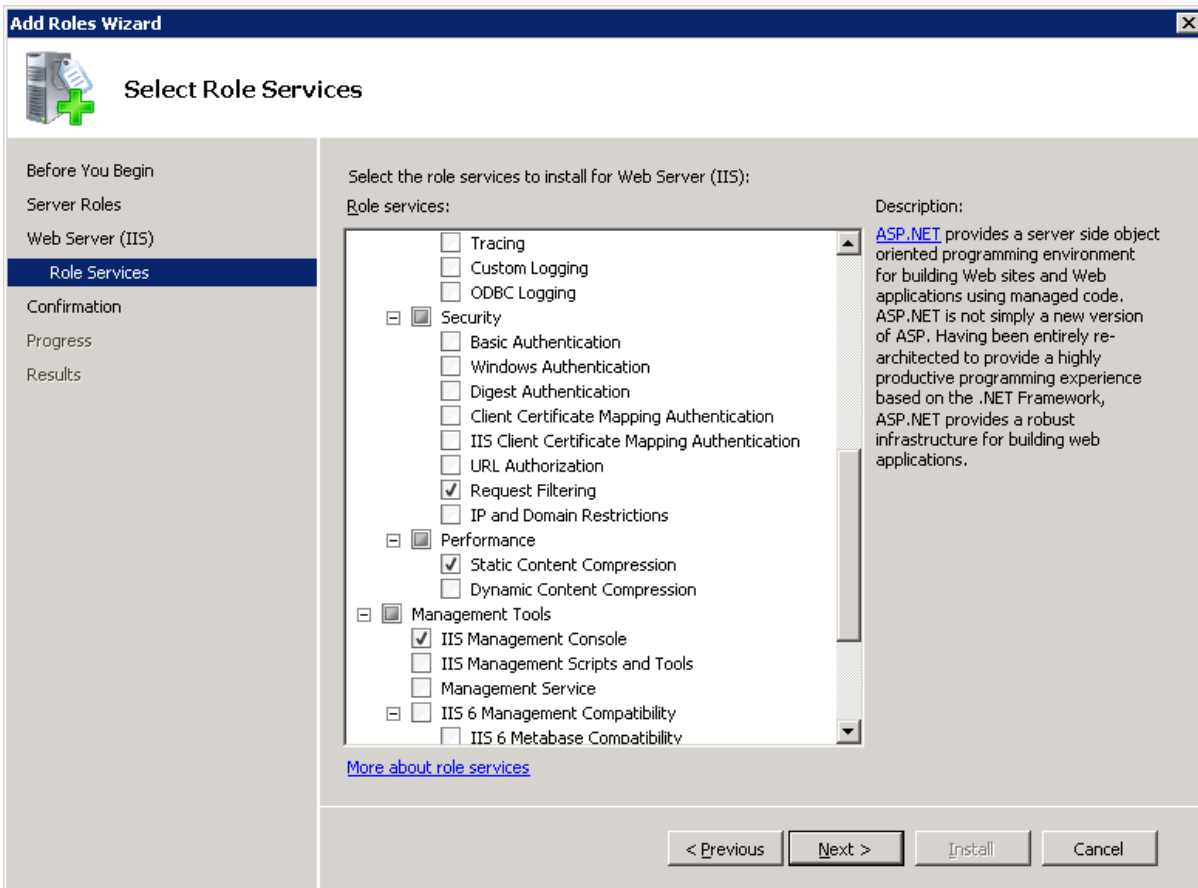 Add Roles Wizard
Select Role Services
Before You Begin
Server Roles
Web Server (IIS)
Role Services
Confirmation
Progress
Results
Select the role services to install for Web Server (IIS):
Role services:
Tracing
Custom Logging
ODBC Logging
Security
Basic Authentication
Windows Authentication
Digest Authentication
Client Certificate Mapping Authentication
IIS Client Certificate Mapping Authentication
URL Authorization
Request Filtering
IP and Domain Restrictions
Performance
Static Content Compression
Dynamic Content Compression
Management Tools
IIS Management Console
IIS Management Scripts and Tools
Management Service
IIS 6 Management Compatibility
IIS 6 Metabase Compatibility
More about role services
Description:
ASP.NET provides a server side object
oriented programming environment
for building Web sites and Web
applications using managed code.
ASP.NET is not simply a new version
of ASP. Having been entirely re-
architected to provide a highly
productive programming experience
based on the .NET Framework,
ASP.NET provides a robust
infrastructure for building web
applications.
< Previous
Next >
Install
Cancel